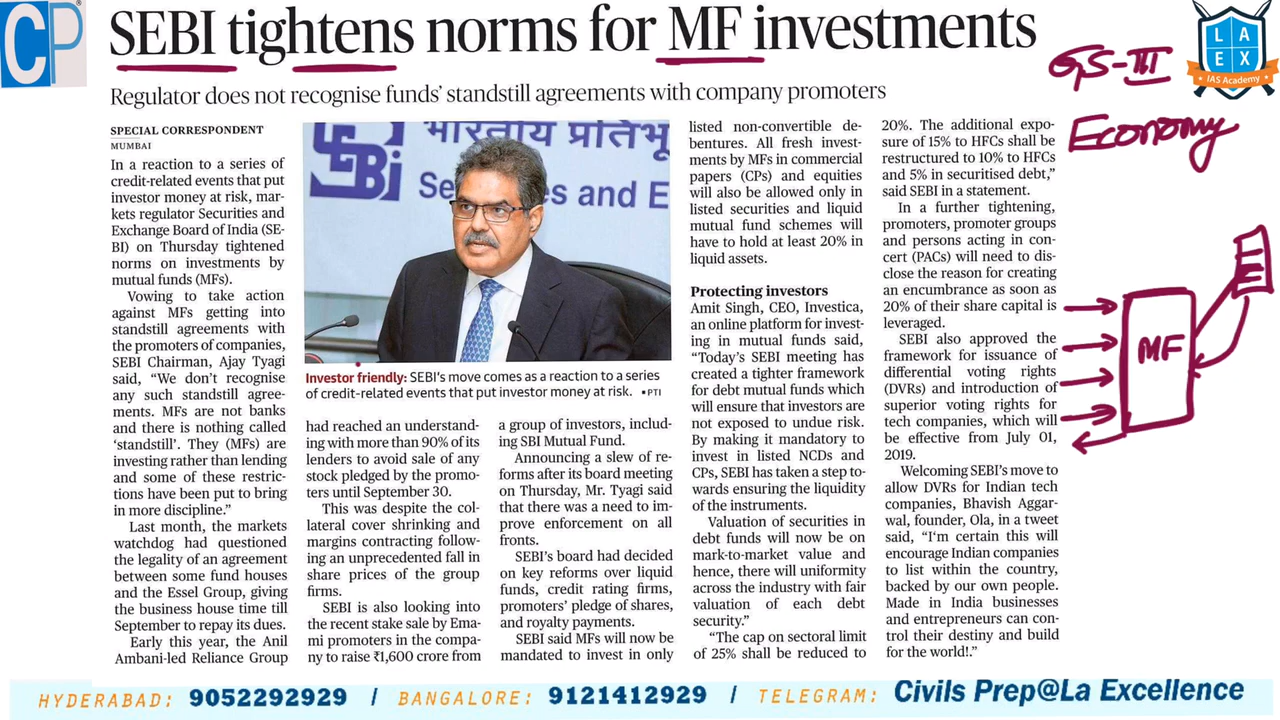 CP
SEBI tightens norms for MF investments
GS-III
LA
EX
IAS Academy
Regulator does not recognise funds' standstill agreements with company promoters
Economy
SPECIAL CORRESPONDENT
MUMBAI
In a reaction to a series of
credit-related events that put
investor money at risk, mar-
kets regulator Securities and
Exchange Board of India (SE-
BI) on Thursday tightened
norms on investments by
mutual funds (MFs).
Vowing to take action
against MFs getting into
standstill agreements with
the promoters of companies,
SEBI Chairman, Ajay Tyagi
said, “We don't recognise
any such standstill agree-
ments. MFs are not banks
and there is nothing called
‘standstill’. They (MFs) are
investing rather than lending
and some of these restric-
tions have been put to bring
in more discipline.”
Last month, the markets
watchdog had questioned
the legality of an agreement
between some fund houses
and the Essel Group, giving
the business house time till
September to repay its dues.
Early this year, the Anil
Ambani-led Reliance Group
भारतीय प्रतिभू
SEBI
Securities and E
Investor friendly: SEBI's move comes as a reaction to a series
of credit-related events that put investor money at risk. ▪PTI
had reached an understand-
ing with more than 90% of its
lenders to avoid sale of any
stock pledged by the promo-
ters until September 30.
This was despite the col-
lateral cover shrinking and
margins contracting follow-
ing an unprecedented fall in
share prices of the group
firms.
SEBI is also looking into
the recent stake sale by Ema-
mi promoters in the compa-
ny to raise ₹1,600 crore from
a group of investors, includ-
ing SBI Mutual Fund.
Announcing a slew of re-
forms after its board meeting
on Thursday, Mr. Tyagi said
that there was a need to im-
prove enforcement on all
fronts.
SEBI's board had decided
on key reforms over liquid
funds, credit rating firms,
promoters' pledge of shares,
and royalty payments.
SEBI said MFs will now be
mandated to invest in only
listed non-convertible de-
bentures. All fresh invest-
ments by MFs in commercial
papers (CPs) and equities
will also be allowed only in
listed securities and liquid
mutual fund schemes will
have to hold at least 20% in
liquid assets.
Protecting investors
Amit Singh, CEO, Investica,
an online platform for invest-
ing in mutual funds said,
“Today's SEBI meeting has
created a tighter framework
for debt mutual funds which
will ensure that investors are
not exposed to undue risk.
By making it mandatory to
invest in listed NCDs and
CPs, SEBI has taken a step to-
wards ensuring the liquidity
of the instruments.
Valuation of securities in
debt funds will now be on
mark-to-market value and
hence, there will uniformity
across the industry with fair
valuation of each debt
security.”
“The cap on sectoral limit
of 25% shall be reduced to
20%. The additional expo-
sure of 15% to HFCs shall be
restructured to 10% to HFCs
and 5% in securitised debt,”
said SEBI in a statement.
In a further tightening,
promoters, promoter groups
and persons acting in con-
cert (PACs) will need to dis-
close the reason for creating
an encumbrance as soon as
20% of their share capital is
leveraged.
SEBI also approved the
framework for issuance of
differential voting rights
(DVRs) and introduction of
superior voting rights for
tech companies, which will
be effective from July 01,
2019.
Welcoming SEBI's move to
allow DVRs for Indian tech
companies, Bhavish Aggar-
wal, founder, Ola, in a tweet
said, “I'm certain this will
encourage Indian companies
to list within the country,
backed by our own people.
Made in India businesses
and entrepreneurs can con-
trol their destiny and build
for the world!.”
MF
HYDERABAD: 9052292929 / BANGALORE: 9121412929 / TELEGRAM: Civils Prep@La Excellence